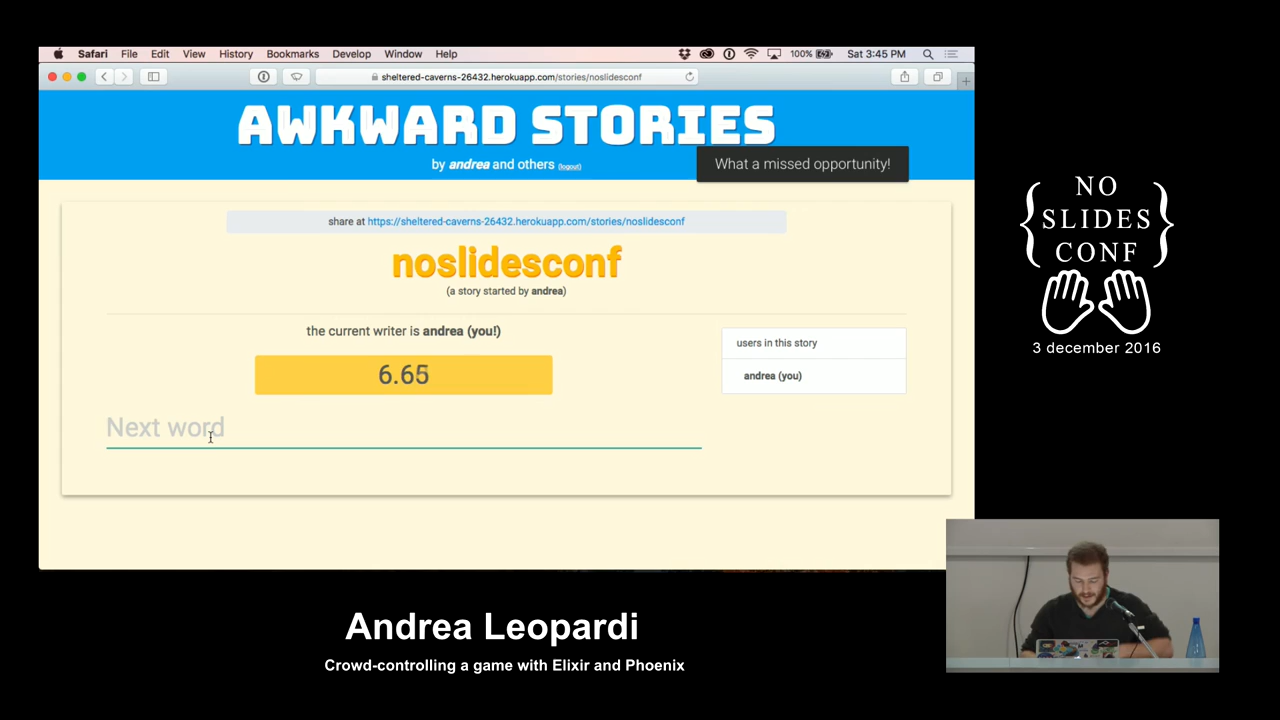 Safari File Edit View History Bookmarks Develop Window Help 100% Sat 3:45 PM
sheltered-caverns-26432.herokuapp.com/stories/noslidesconf
AWKWARD STORIES
by andrea and others (logout)
What a missed opportunity!
share at https://sheltered-caverns-26432.herokuapp.com/stories/noslidesconf
noslidesconf
(a story started by andrea)
the current writer is andrea (you!)
6.65
Next word
users in this story
andrea (you)
NO
SLIDES
CONF
3 december 2016
Andrea Leopardi
Crowd-controlling a game with Elixir and Phoenix